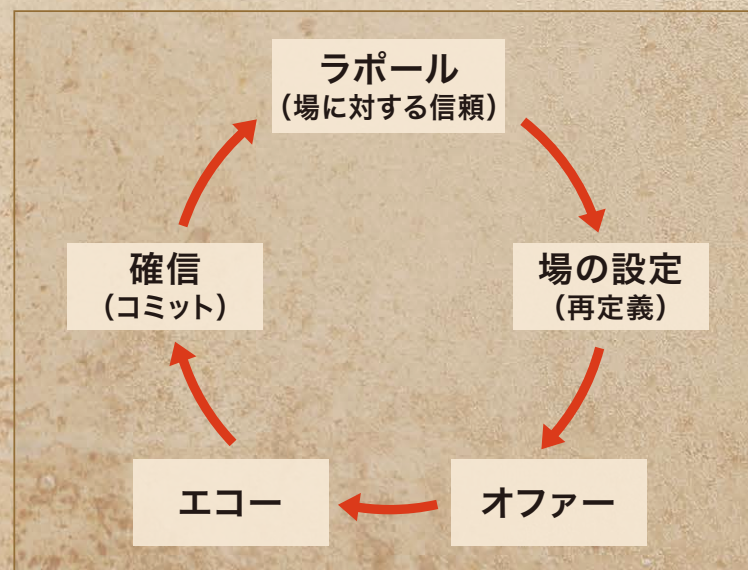 ラポール
（場に対する信頼）
場の設定
（再定義）
オファー
エコー
確信
（コミット）